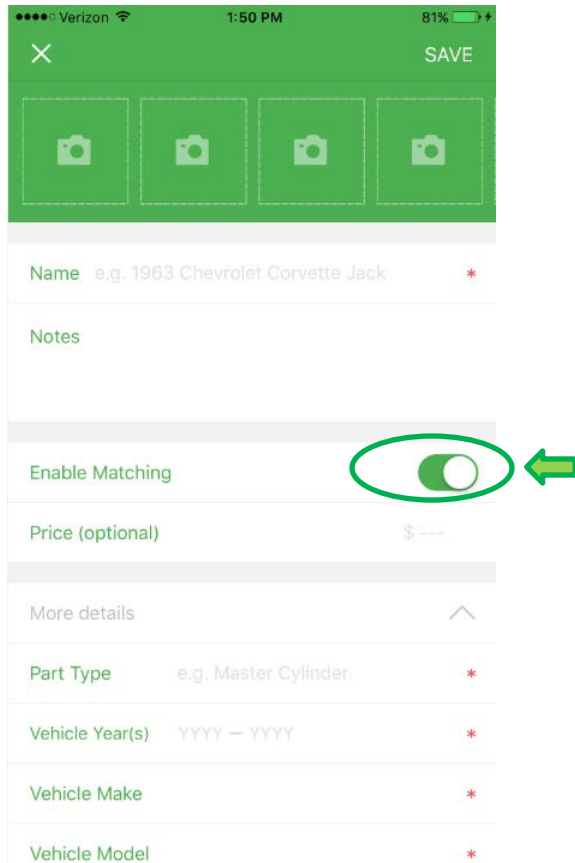 Verizon 1:50 PM 81%
SAVE
Name e.g. 1963 Chevrolet Corvette Jack *
Notes
Enable Matching
Price (optional) $ ---
More details
Part Type e.g. Master Cylinder *
Vehicle Year(s) YYYY — YYYY *
Vehicle Make *
Vehicle Model *